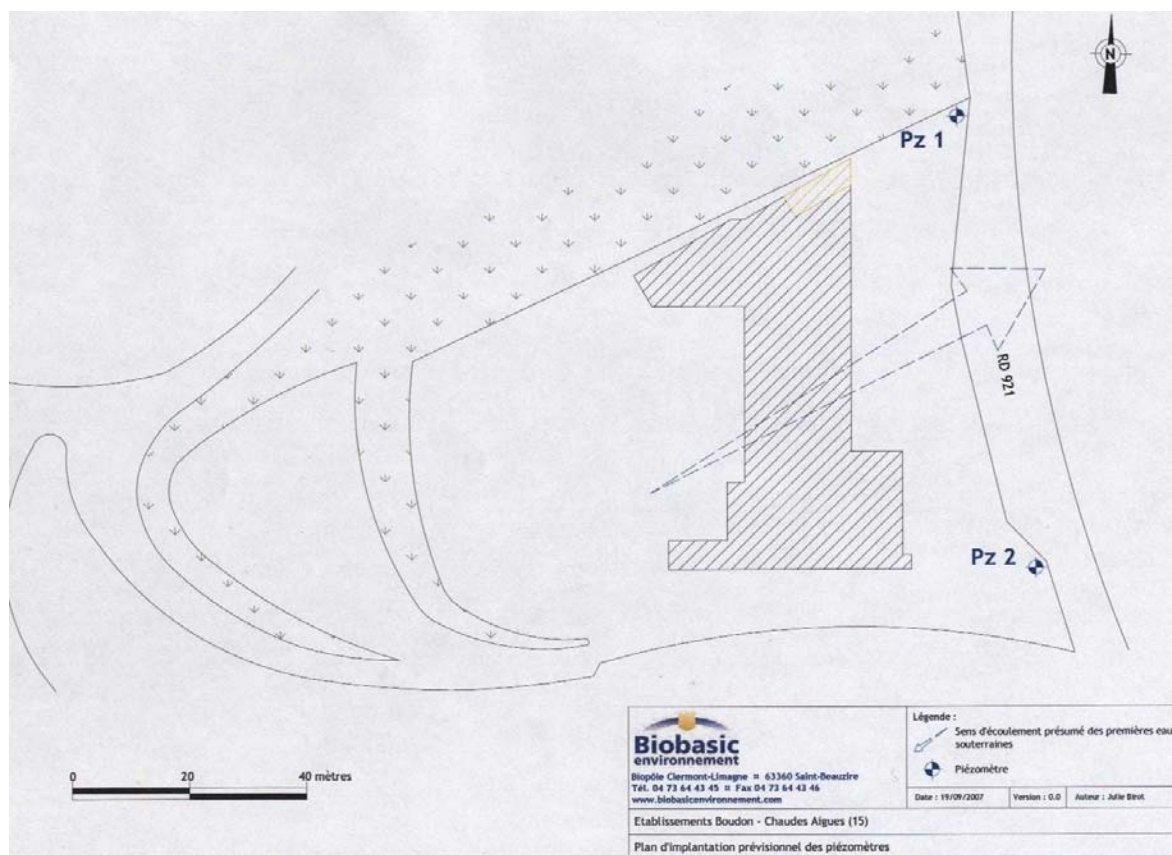 N
Pz 1
RD 921
Pz 2
0 20 40 mètres
Biobasic
environnement
Biopôle Clermont-Limagne ¤ 63360 Saint-Beauzire
Tél. 04 73 64 43 45 ¤ Fax 04 73 64 43 46
www.biobasicenvironnement.com
Légende :
Sens d'écoulement présumé des premières eau
souterraines
Piézomètre
Date : 19/09/2007 Version : 0.0 Auteur : Julie Birot
Etablissements Boudon - Chaudes Aigues (15)
Plan d'implantation prévisionnel des piézomètres